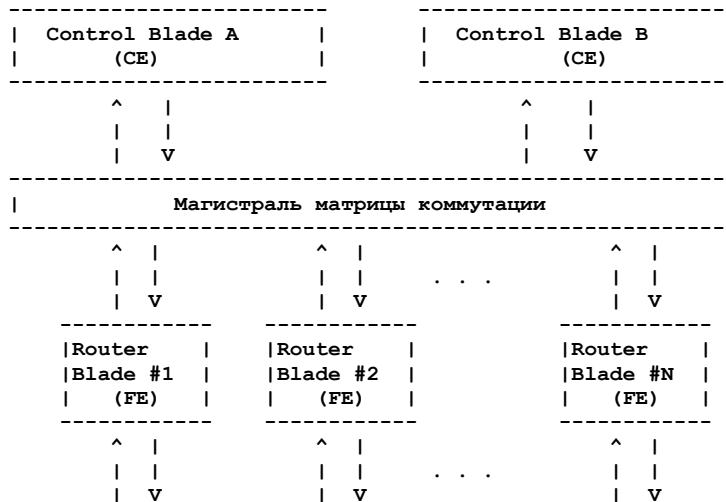 Control Blade A Control Blade B
(CE) (CE)
Магистраль матрицы коммутации
. . .
Router Router Router
Blade #1 Blade #2 Blade #N
(FE) (FE) (FE)
. . .